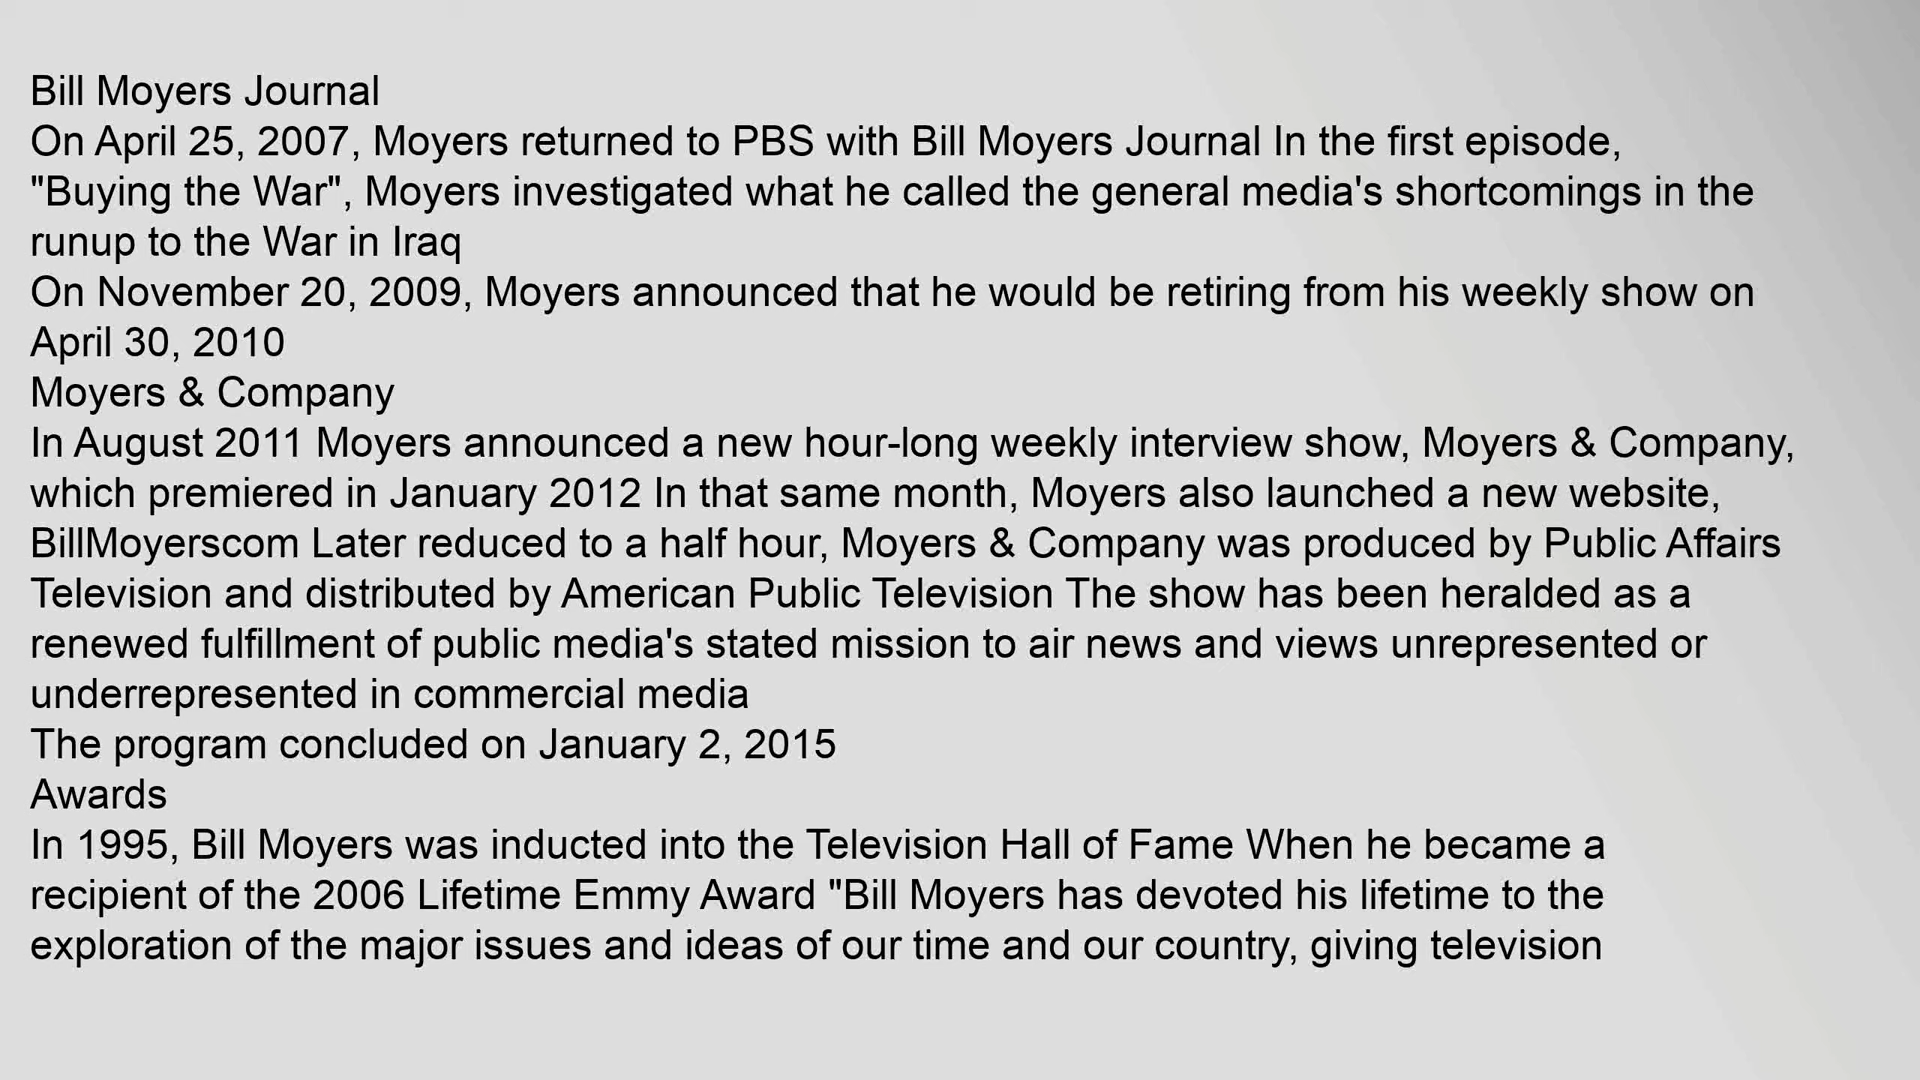 Bill Moyers Journal
On April 25, 2007, Moyers returned to PBS with Bill Moyers Journal In the first episode,
"Buying the War", Moyers investigated what he called the general media's shortcomings in the
runup to the War in Iraq
On November 20, 2009, Moyers announced that he would be retiring from his weekly show on
April 30, 2010
Moyers & Company
In August 2011 Moyers announced a new hour-long weekly interview show, Moyers & Company,
which premiered in January 2012 In that same month, Moyers also launched a new website,
BillMoyerscom Later reduced to a half hour, Moyers & Company was produced by Public Affairs
Television and distributed by American Public Television The show has been heralded as a
renewed fulfillment of public media's stated mission to air news and views unrepresented or
underrepresented in commercial media
The program concluded on January 2, 2015
Awards
In 1995, Bill Moyers was inducted into the Television Hall of Fame When he became a
recipient of the 2006 Lifetime Emmy Award "Bill Moyers has devoted his lifetime to the
exploration of the major issues and ideas of our time and our country, giving television